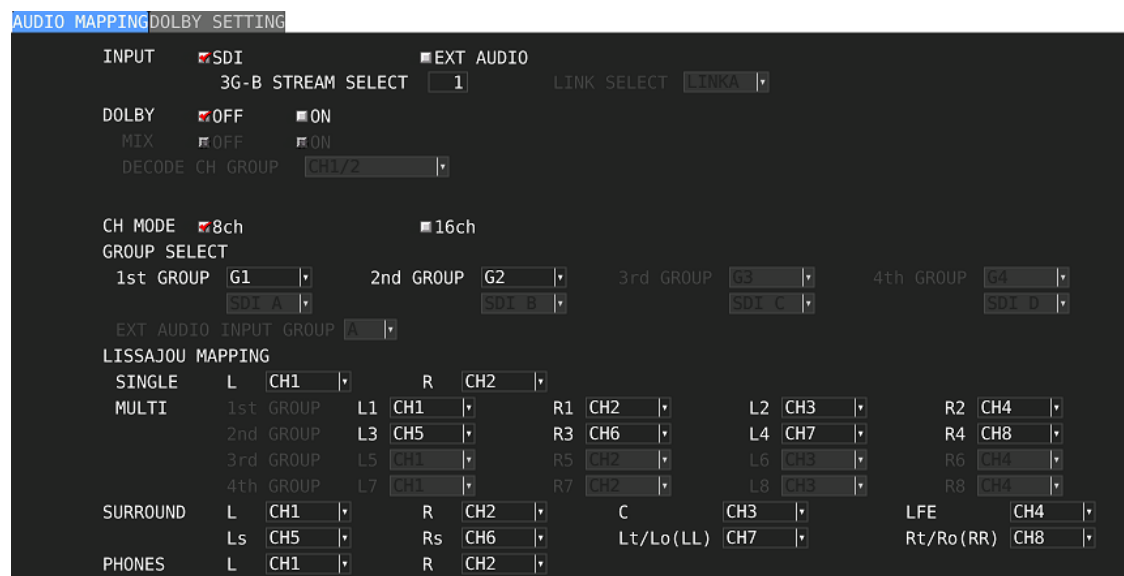 AUDIO MAPPING DOLBY SETTING
INPUT SDI EXT AUDIO
3G-B STREAM SELECT 1 LINK SELECT LINKA
DOLBY OFF ON
MIX OFF ON
DECODE CH GROUP CH1/2
CH MODE 8ch 16ch
GROUP SELECT
1st GROUP G1 2nd GROUP G2 3rd GROUP G3 4th GROUP G4
SDI A SDI B SDI C SDI D
EXT AUDIO INPUT GROUP A
LISSAJOU MAPPING
SINGLE L CH1 R CH2
MULTI 1st GROUP L1 CH1 R1 CH2 L2 CH3 R2 CH4
2nd GROUP L3 CH5 R3 CH6 L4 CH7 R4 CH8
3rd GROUP L5 CH1 R5 CH2 L6 CH3 R6 CH4
4th GROUP L7 CH1 R7 CH2 L8 CH3 R8 CH4
SURROUND L CH1 R CH2 C CH3 LFE CH4
Ls CH5 Rs CH6 Lt/Lo(LL) CH7 Rt/Ro(RR) CH8
PHONES L CH1 R CH2